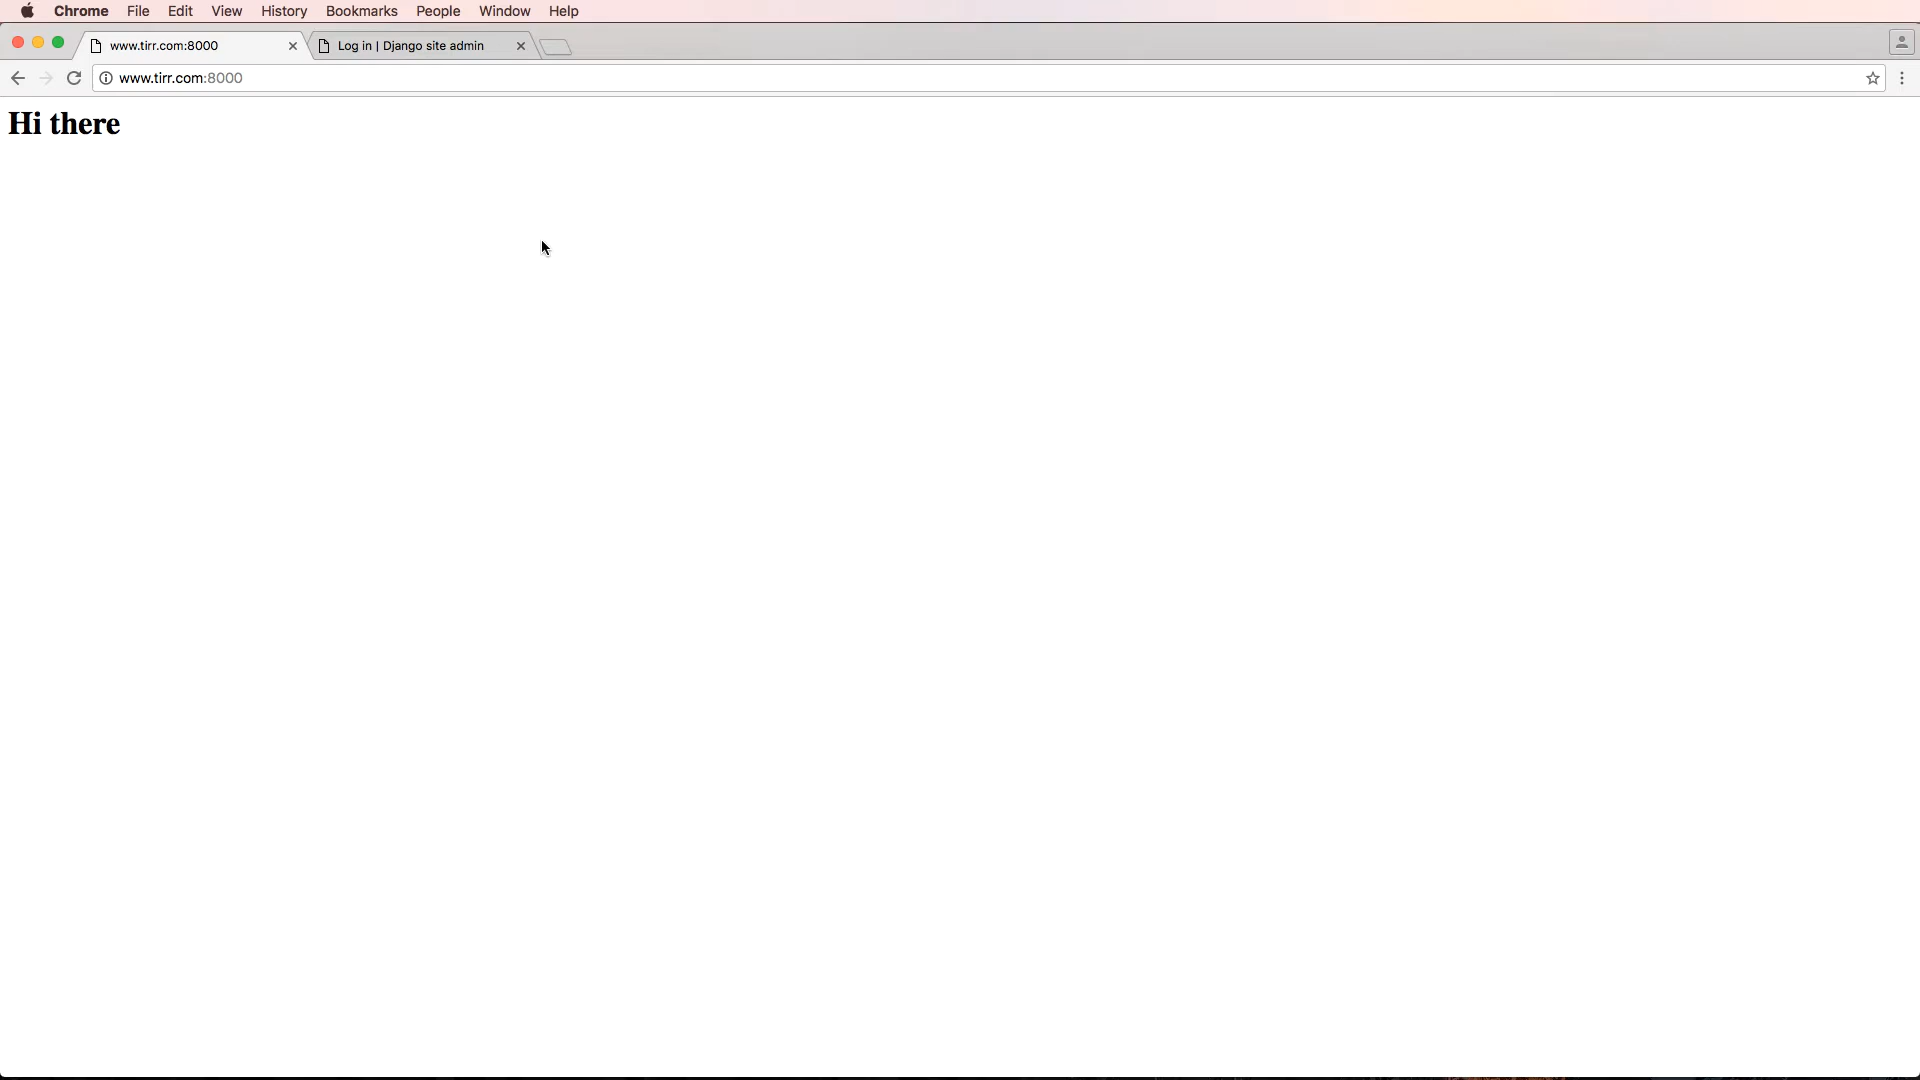 Chrome File Edit View History Bookmarks People Window Help
www.tirr.com:8000 Log in | Django site admin
www.tirr.com:8000
Hi there